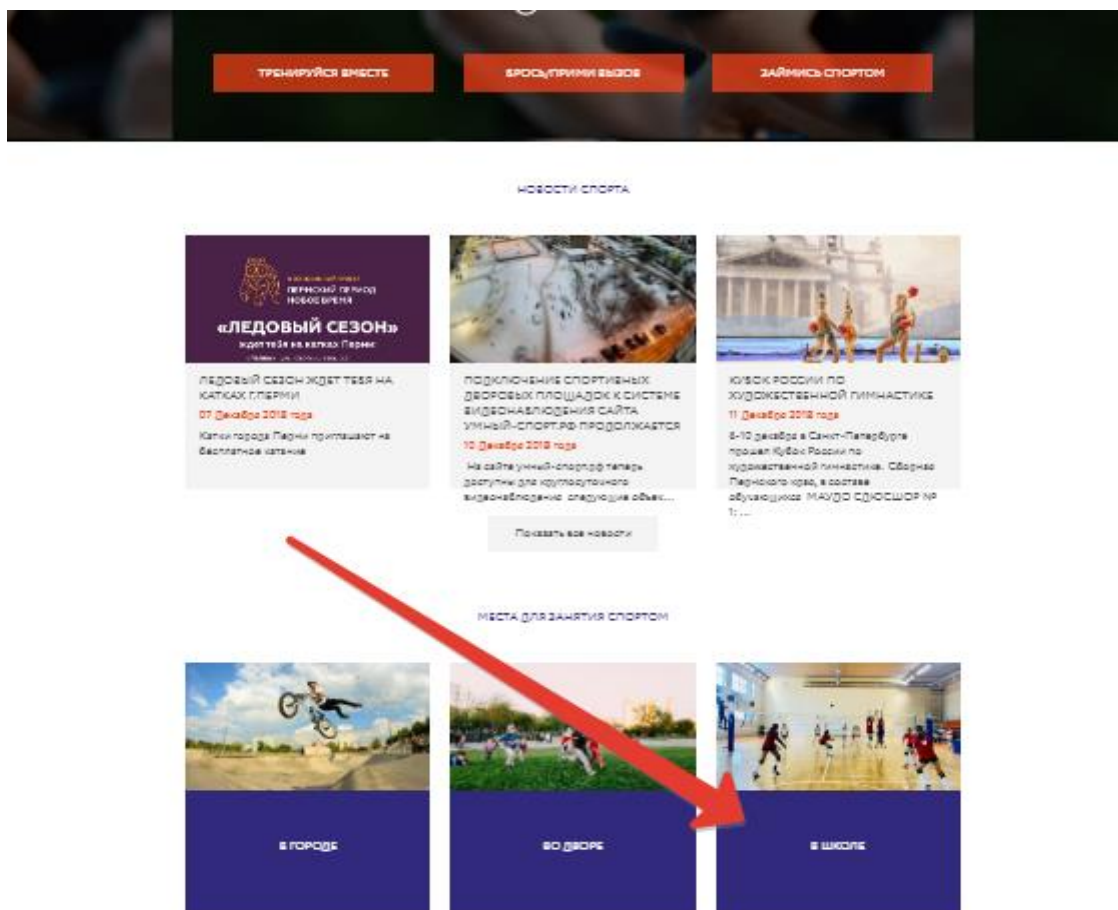 ТРЕНИРУЙСЯ ВМЕСТЕ
БРОСЬ/ПРИМИ ВЫЗОВ
ЗАЙМИСЬ СПОРТОМ
НОВОСТИ СПОРТА
ПЕРМСКИЙ ПЕРИОД
НОВОЕ ВРЕМЯ
«ЛЕДОВЫЙ СЕЗОН»
ждет тебя на катках Перми:
ЛЕДОВЫЙ СЕЗОН ЖДЕТ ТЕБЯ НА
КАТКАХ Г.ПЕРМИ
07 Декабря 2018 года
Катки города Перми приглашают на
бесплатное катание
ПОДКЛЮЧЕНИЕ СПОРТИВНЫХ
ДВОРОВЫХ ПЛОЩАДОК К СИСТЕМЕ
ВИДЕОНАБЛЮДЕНИЯ САЙТА
УМНЫЙ-СПОРТ.РФ ПРОДОЛЖАЕТСЯ
10 Декабря 2018 года
На сайте умный-спорт.рф теперь
доступны для круглосуточного
видеонаблюдения следующие объек...
КУБОК РОССИИ ПО
ХУДОЖЕСТВЕННОЙ ГИМНАСТИКЕ
11 Декабря 2018 года
6-10 декабря в Санкт-Петербурге
прошел Кубок России по
художественной гимнастике. Сборная
Пермского края, в составе
обучающихся МАУДО СДЮСШОР №
1: ...
Показать все новости
МЕСТА ДЛЯ ЗАНЯТИЯ СПОРТОМ
В ГОРОДЕ
ВО ДВОРЕ
В ШКОЛЕ